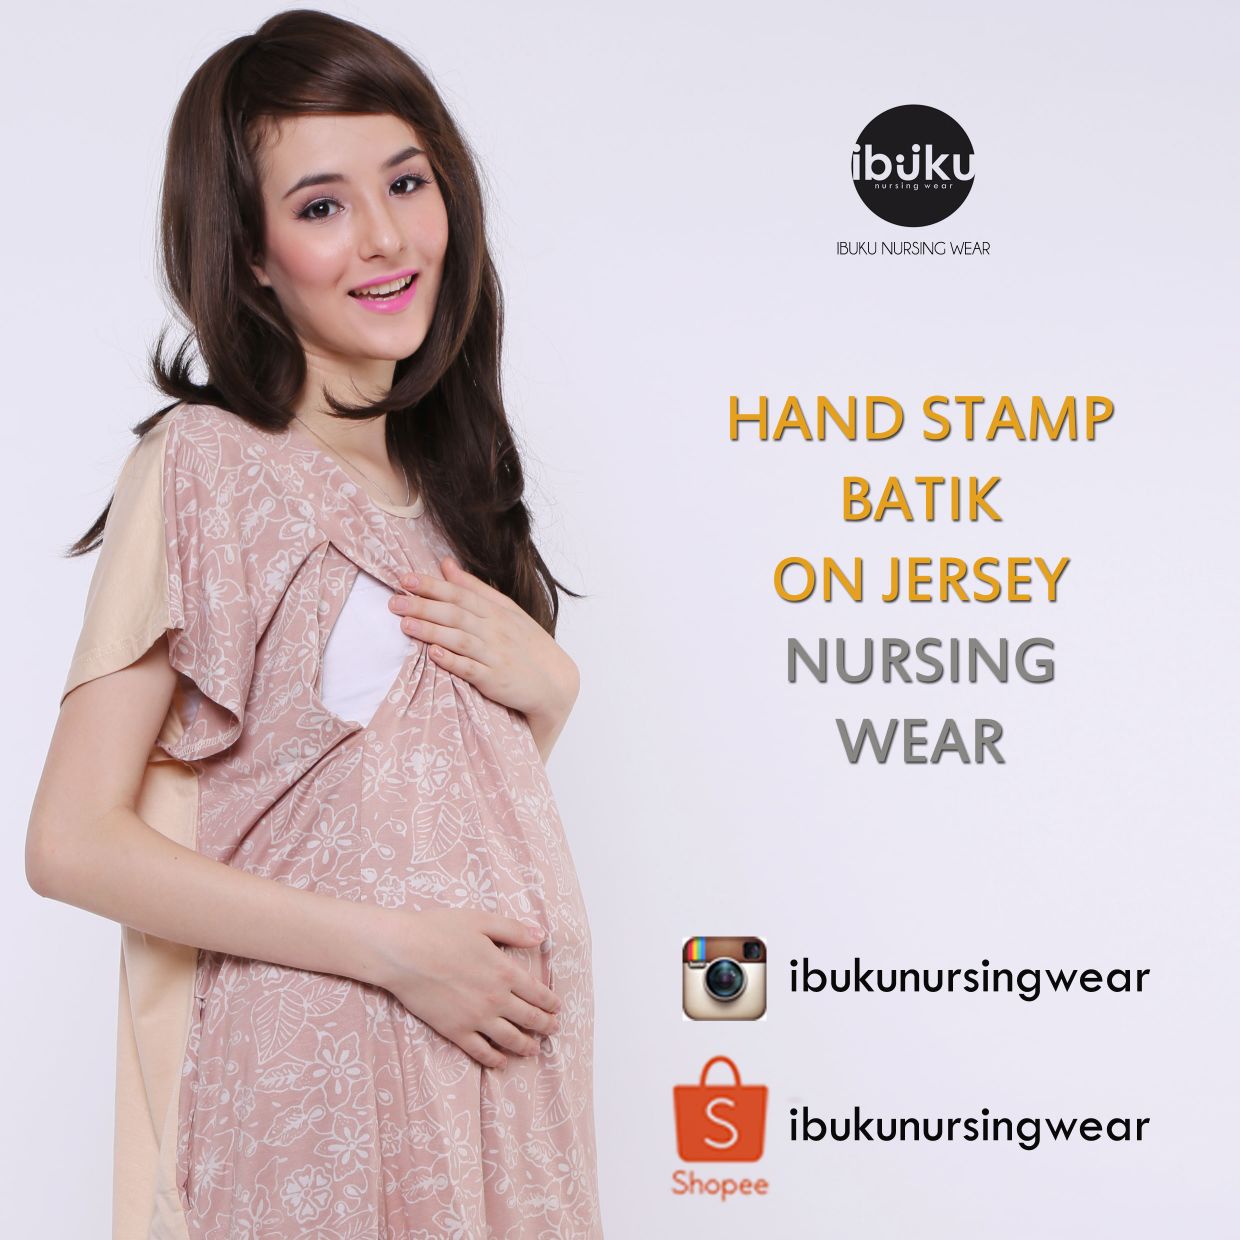 ibuku
nursing wear
IBUKU NURSING WEAR
HAND STAMP
BATIK
ON JERSEY
NURSING
WEAR
ibukunursingwear
S
Shopee
ibukunursingwear